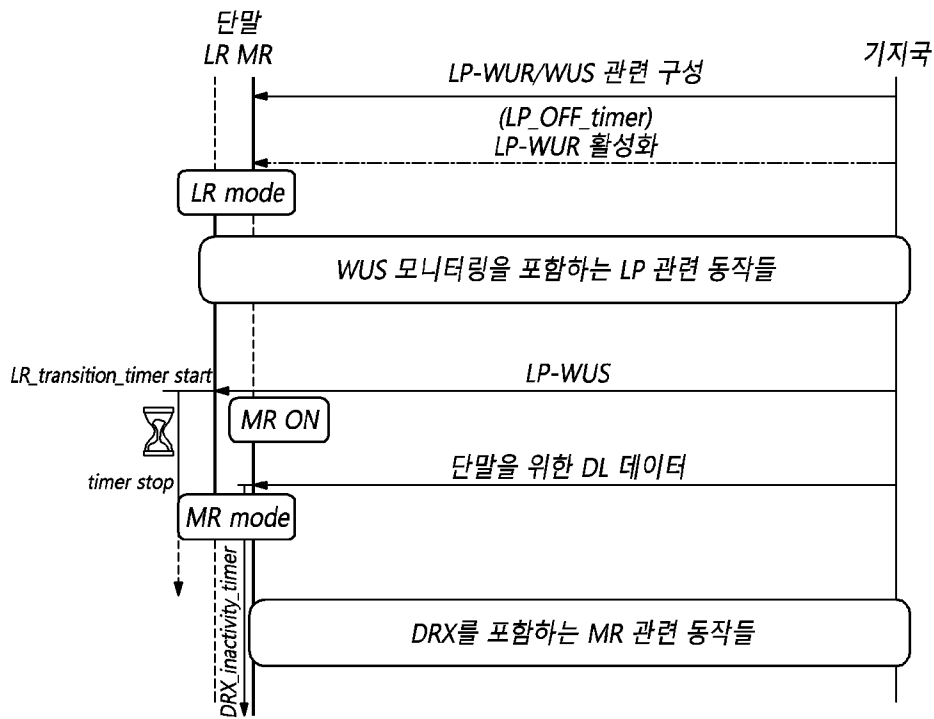 단말
LR MR
기지국
LP-WUR/WUS 관련 구성
(LP_OFF_timer)
LP-WUR 활성화
LR mode
WUS 모니터링을 포함하는 LP 관련 동작들
LR_transition_timer start
LP-WUS
MR ON
단말을 위한 DL 데이터
timer stop
MR mode
DRX_inactivity_timer
DRX를 포함하는 MR 관련 동작들